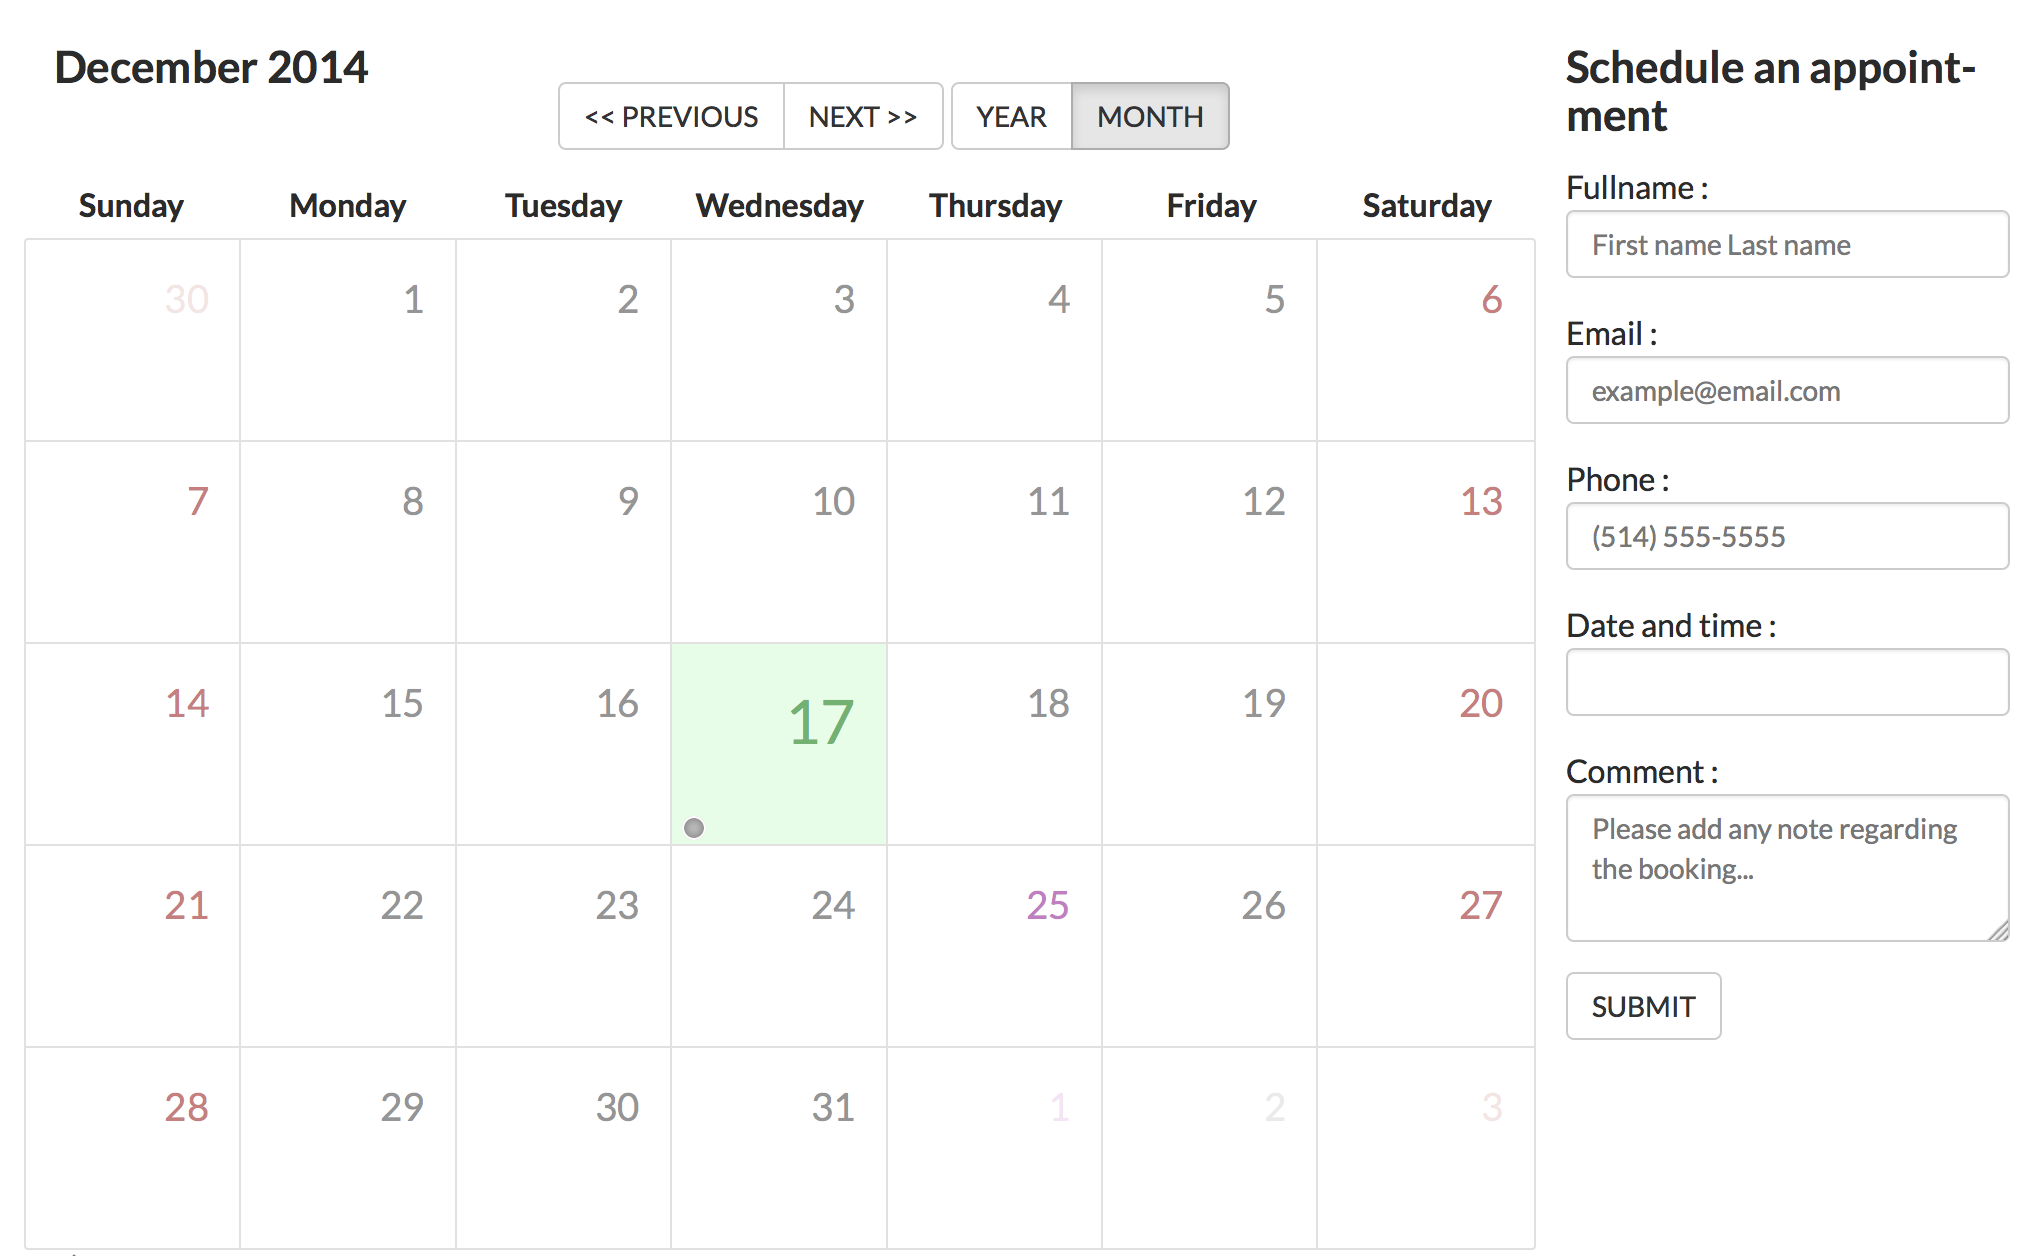 December 2014
<< PREVIOUS NEXT >> YEAR MONTH
Sunday Monday Tuesday Wednesday Thursday Friday Saturday
30 1 2 3 4 5 6
7 8 9 10 11 12 13
14 15 16 17 18 19 20
21 22 23 24 25 26 27
28 29 30 31 1 2 3
Schedule an appoint-
ment
Fullname :
First name Last name
Email :
example@email.com
Phone :
(514) 555-5555
Date and time :
Comment :
Please add any note regarding
the booking...
SUBMIT